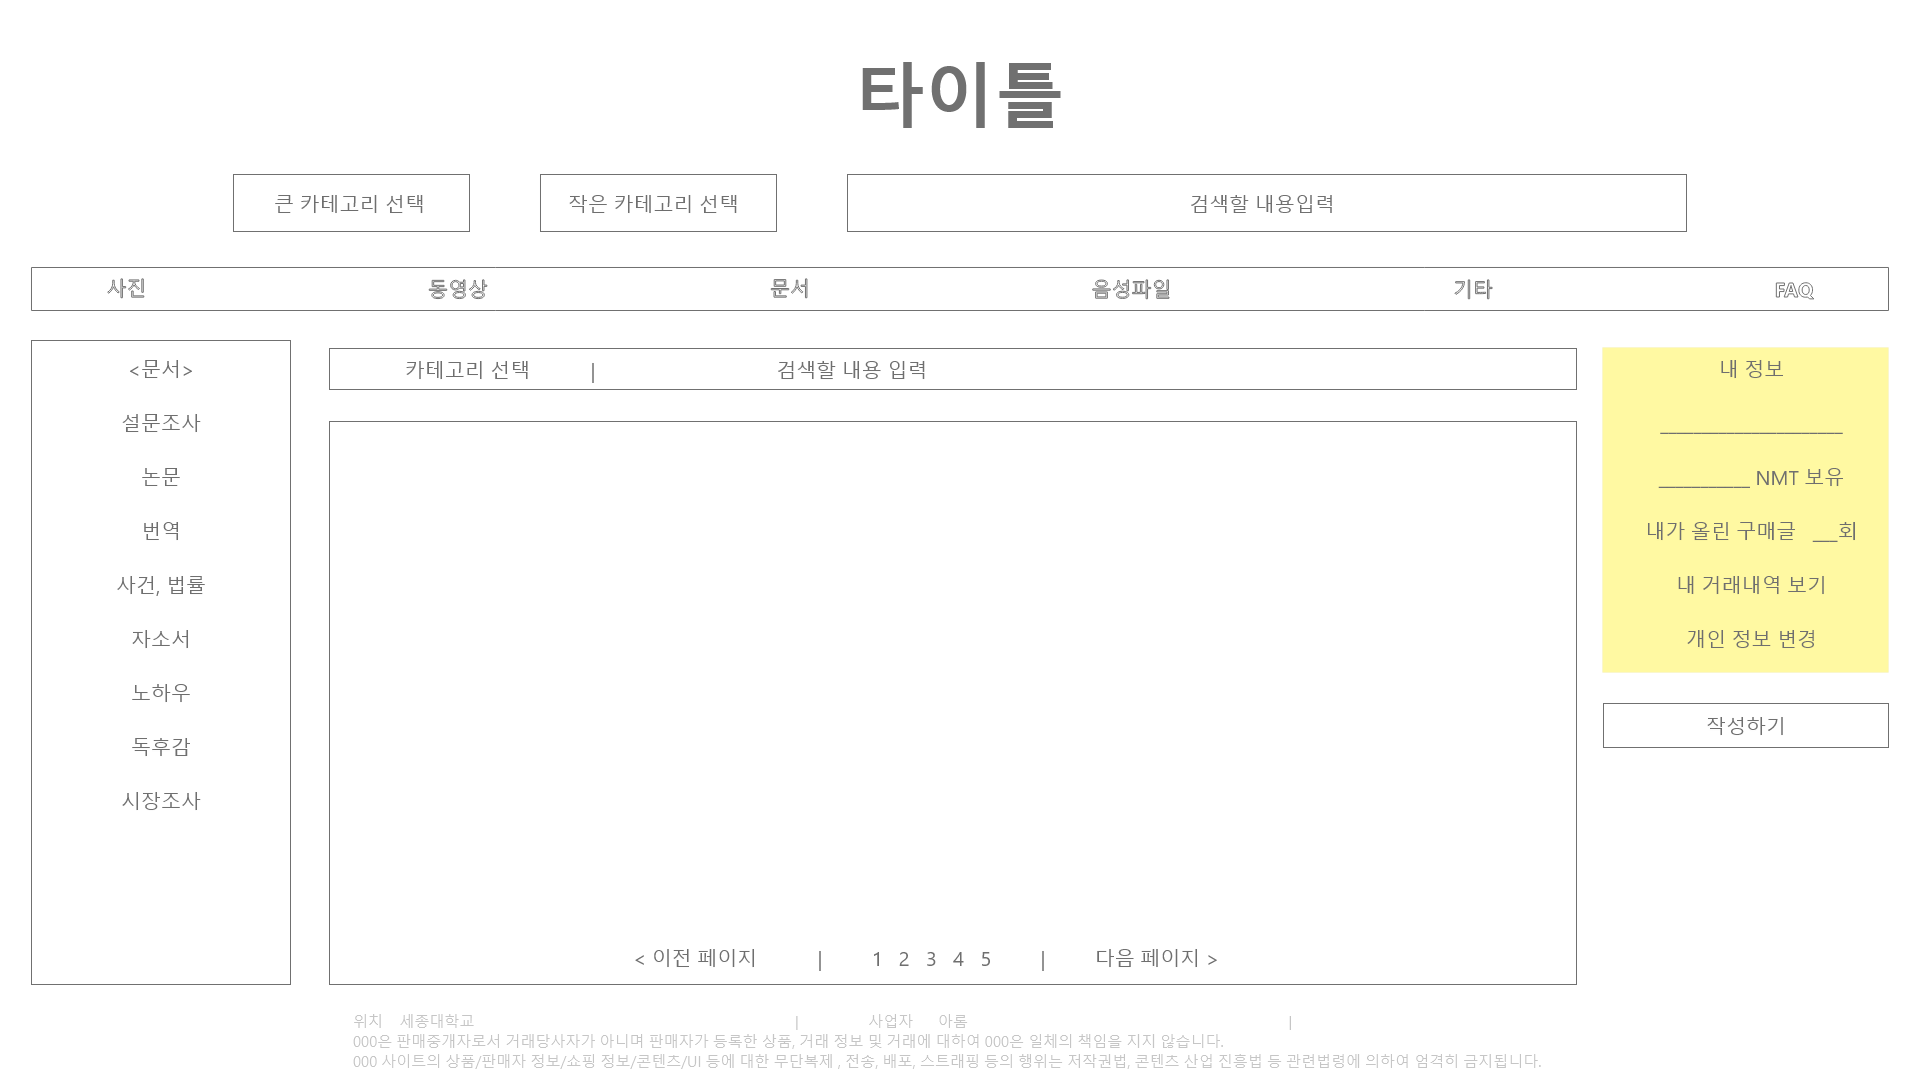 타이틀
큰 카테고리 선택
작은 카테고리 선택
검색할 내용입력
사진 동영상 문서 음성파일 기타 FAQ
<문서>
설문조사
논문
번역
사건, 법률
자소서
노하우
독후감
시장조사
카테고리 선택 | 검색할 내용 입력
< 이전 페이지 | 1 2 3 4 5 | 다음 페이지 >
내 정보
____________________
__________ NMT 보유
내가 올린 구매글 ___회
내 거래내역 보기
개인 정보 변경
작성하기
위치 세종대학교 | 사업자 아롬 |
000은 판매중개자로서 거래당사자가 아니며 판매자가 등록한 상품, 거래 정보 및 거래에 대하여 000은 일체의 책임을 지지 않습니다.
000 사이트의 상품/판매자 정보/쇼핑 정보/콘텐츠/UI 등에 대한 무단복제 , 전송, 배포, 스트래핑 등의 행위는 저작권법, 콘텐츠 산업 진흥법 등 관련법령에 의하여 엄격히 금지됩니다.